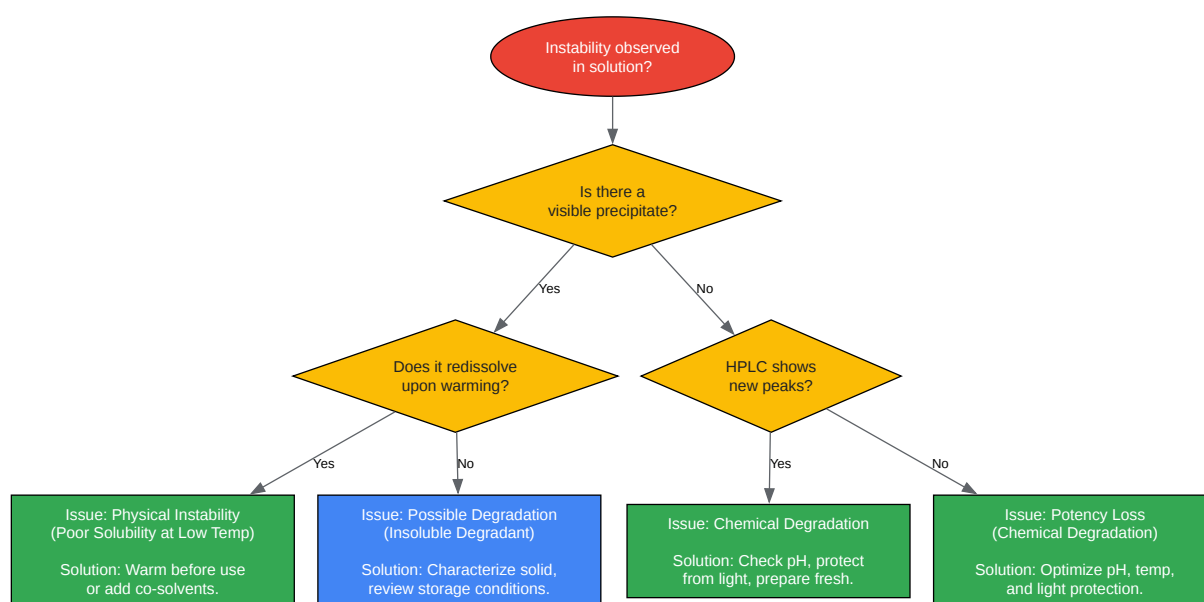 Instability observed
in solution?
Is there a
visible precipitate?
Yes
No
Does it redissolve
upon warming?
HPLC shows
new peaks?
Yes
No
Yes
No
Issue: Physical Instability
(Poor Solubility at Low Temp)
Solution: Warm before use
or add co-solvents.
Issue: Possible Degradation
(Insoluble Degradant)
Solution: Characterize solid,
review storage conditions.
Issue: Chemical Degradation
Solution: Check pH, protect
from light, prepare fresh.
Issue: Potency Loss
(Chemical Degradation)
Solution: Optimize pH, temp,
and light protection.